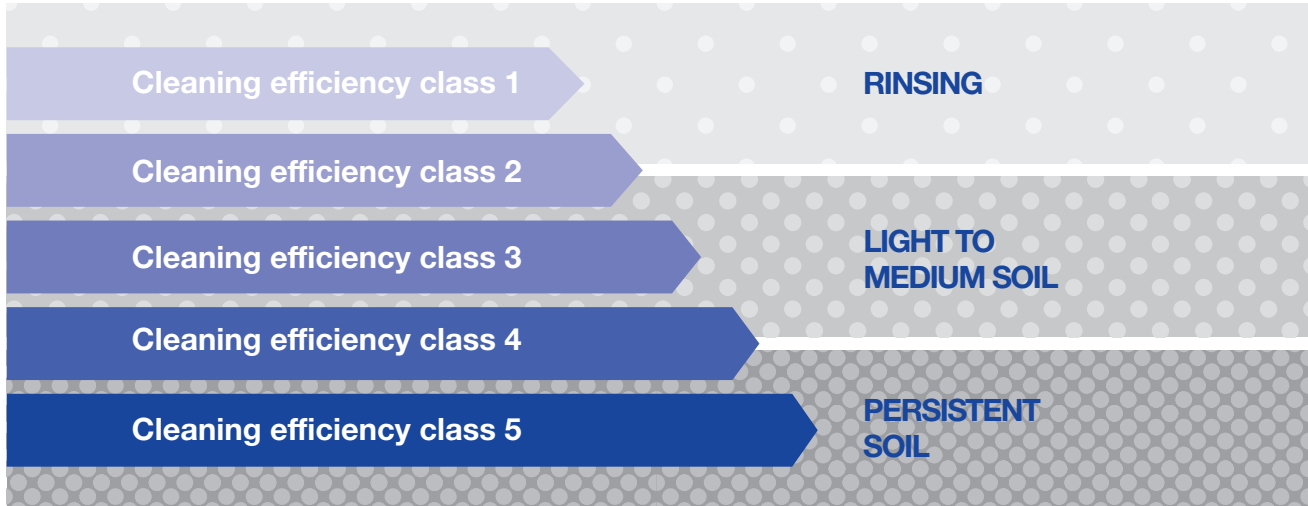 Cleaning efficiency class 1
RINSING
Cleaning efficiency class 2
Cleaning efficiency class 3
LIGHT TO
MEDIUM SOIL
Cleaning efficiency class 4
Cleaning efficiency class 5
PERSISTENT
SOIL